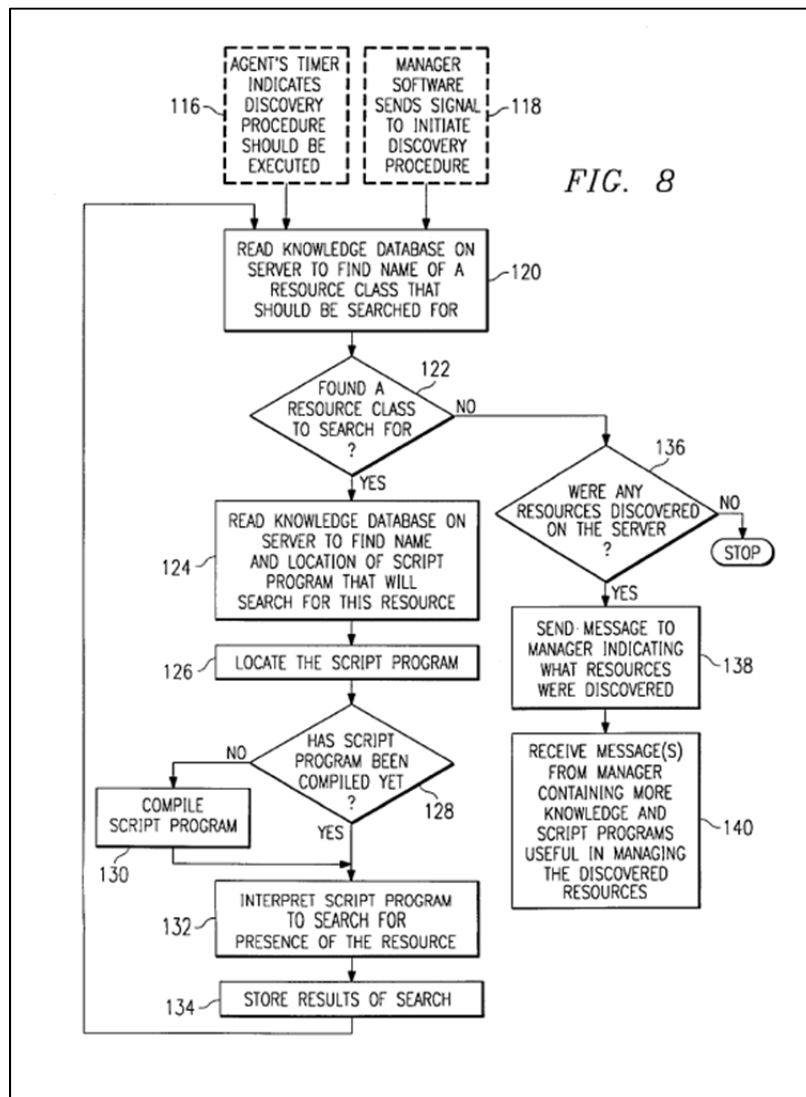 AGENT'S TIMER
INDICATES
DISCOVERY
PROCEDURE
SHOULD BE
EXECUTED
116
MANAGER
SOFTWARE
SENDS SIGNAL
TO INITIATE
DISCOVERY
PROCEDURE
118
FIG. 8
READ KNOWLEDGE DATABASE ON
SERVER TO FIND NAME OF A
RESOURCE CLASS THAT
SHOULD BE SEARCHED FOR
120
122
FOUND A
RESOURCE CLASS
TO SEARCH FOR
?
NO
YES
136
WERE ANY
RESOURCES DISCOVERED
ON THE SERVER
?
NO
STOP
YES
READ KNOWLEDGE DATABASE ON
SERVER TO FIND NAME
AND LOCATION OF SCRIPT
PROGRAM THAT WILL
SEARCH FOR THIS RESOURCE
124
SEND MESSAGE TO
MANAGER INDICATING
WHAT RESOURCES
WERE DISCOVERED
138
126
LOCATE THE SCRIPT PROGRAM
HAS SCRIPT
PROGRAM BEEN
COMPILED YET
?
128
NO
YES
COMPILE
SCRIPT PROGRAM
130
RECEIVE MESSAGE(S)
FROM MANAGER
CONTAINING MORE
KNOWLEDGE AND
SCRIPT PROGRAMS
USEFUL IN MANAGING
THE DISCOVERED
RESOURCES
140
132
INTERPRET SCRIPT PROGRAM
TO SEARCH FOR
PRESENCE OF THE RESOURCE
134
STORE RESULTS OF SEARCH